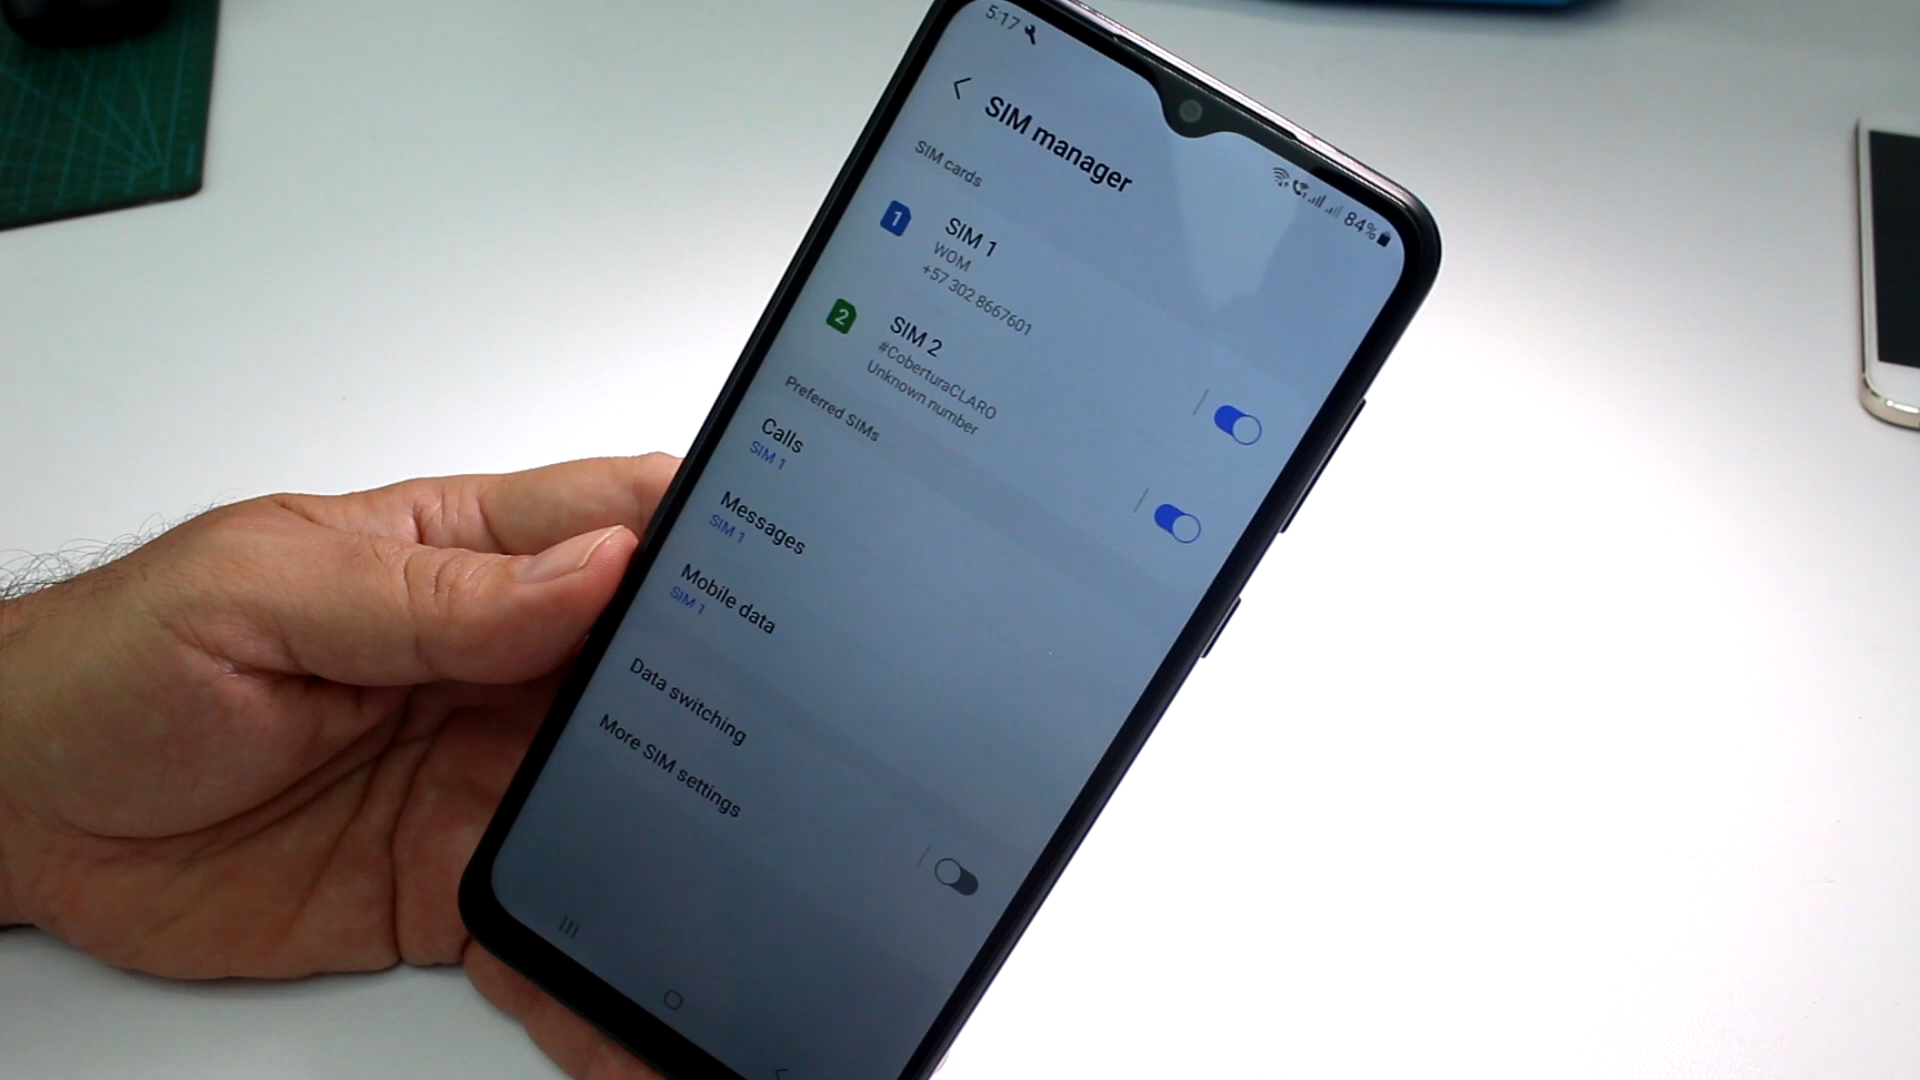 5:17
84%
SIM manager
SIM cards
1
SIM 1
WOM
+57 302 8667601
2
SIM 2
#CoberturaCLARO
Unknown number
Preferred SIMs
Calls
SIM 1
Messages
SIM 1
Mobile data
SIM 1
Data switching
More SIM settings